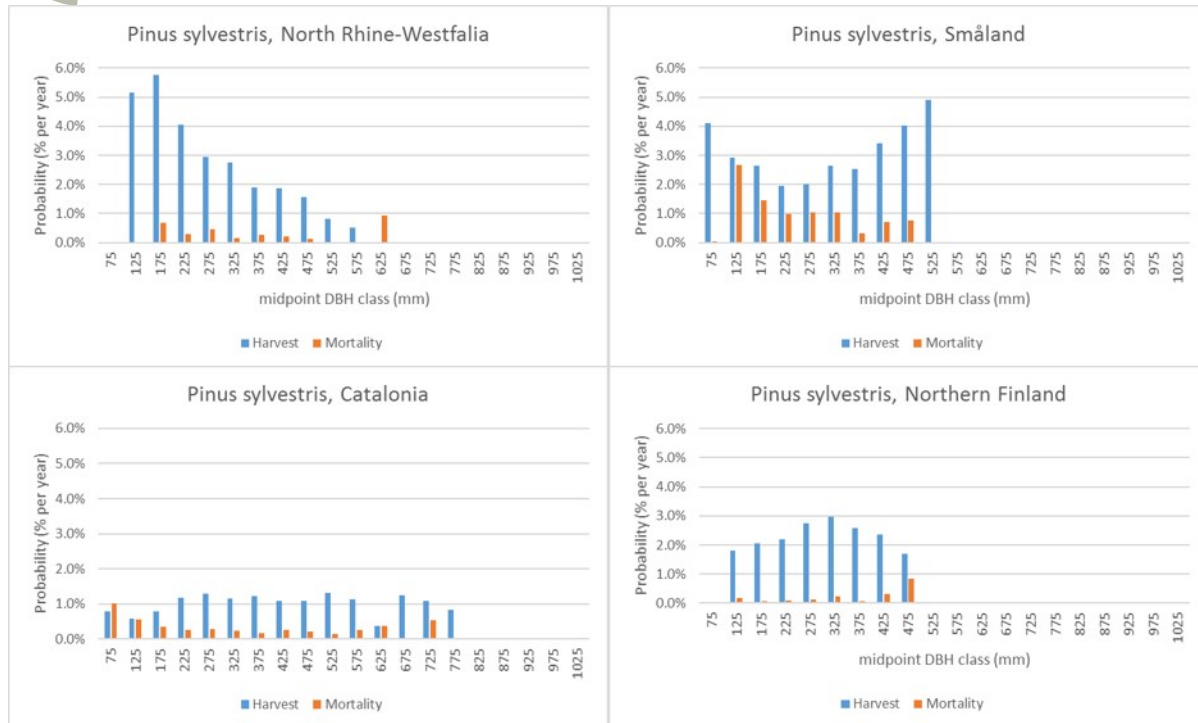 Pinus sylvestris, North Rhine-Westfalia
Probability (% per year)
6.0%
5.0%
4.0%
3.0%
2.0%
1.0%
0.0%
75 125 175 225 275 325 375 425 475 525 575 625 675 725 775 825 875 925 975 1025
midpoint DBH class (mm)
Harvest Mortality
Pinus sylvestris, Småland
Probability (% per year)
6.0%
5.0%
4.0%
3.0%
2.0%
1.0%
0.0%
75 125 175 225 275 325 375 425 475 525 575 625 675 725 775 825 875 925 975 1025
midpoint DBH class (mm)
Harvest Mortality
Pinus sylvestris, Catalonia
Probability (% per year)
6.0%
5.0%
4.0%
3.0%
2.0%
1.0%
0.0%
75 125 175 225 275 325 375 425 475 525 575 625 675 725 775 825 875 925 975 1025
Harvest Mortality
Pinus sylvestris, Northern Finland
Probability (% per year)
6.0%
5.0%
4.0%
3.0%
2.0%
1.0%
0.0%
75 125 175 225 275 325 375 425 475 525 575 625 675 725 775 825 875 925 975 1025
midpoint DBH class (mm)
Harvest Mortality